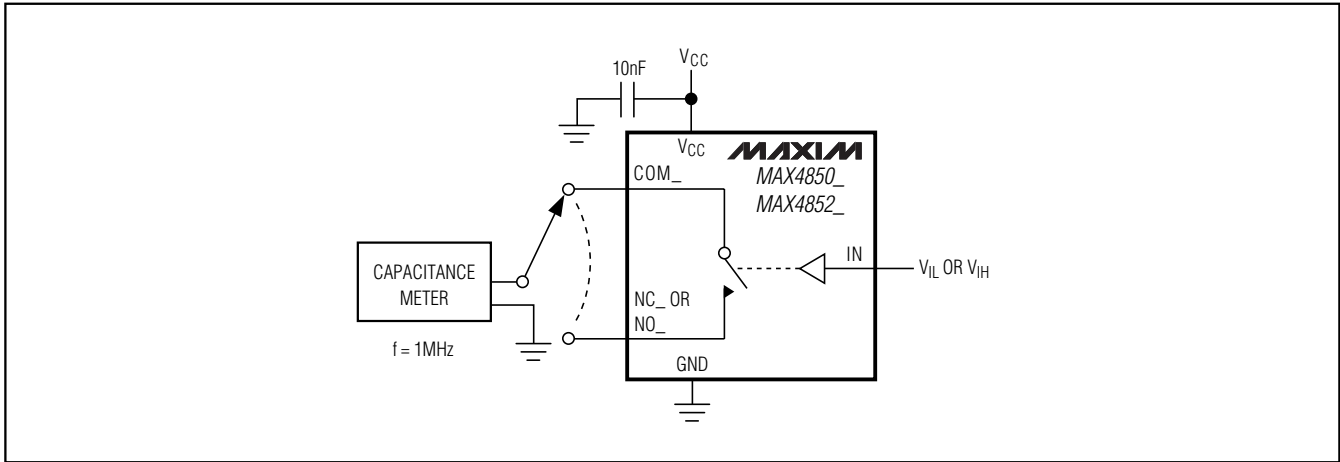 VCC
10nF
VCC
MAXIM
COM_
MAX4850_
MAX4852_
IN
VIL OR VIH
CAPACITANCE
METER
NC_ OR
NO_
f = 1MHz
GND